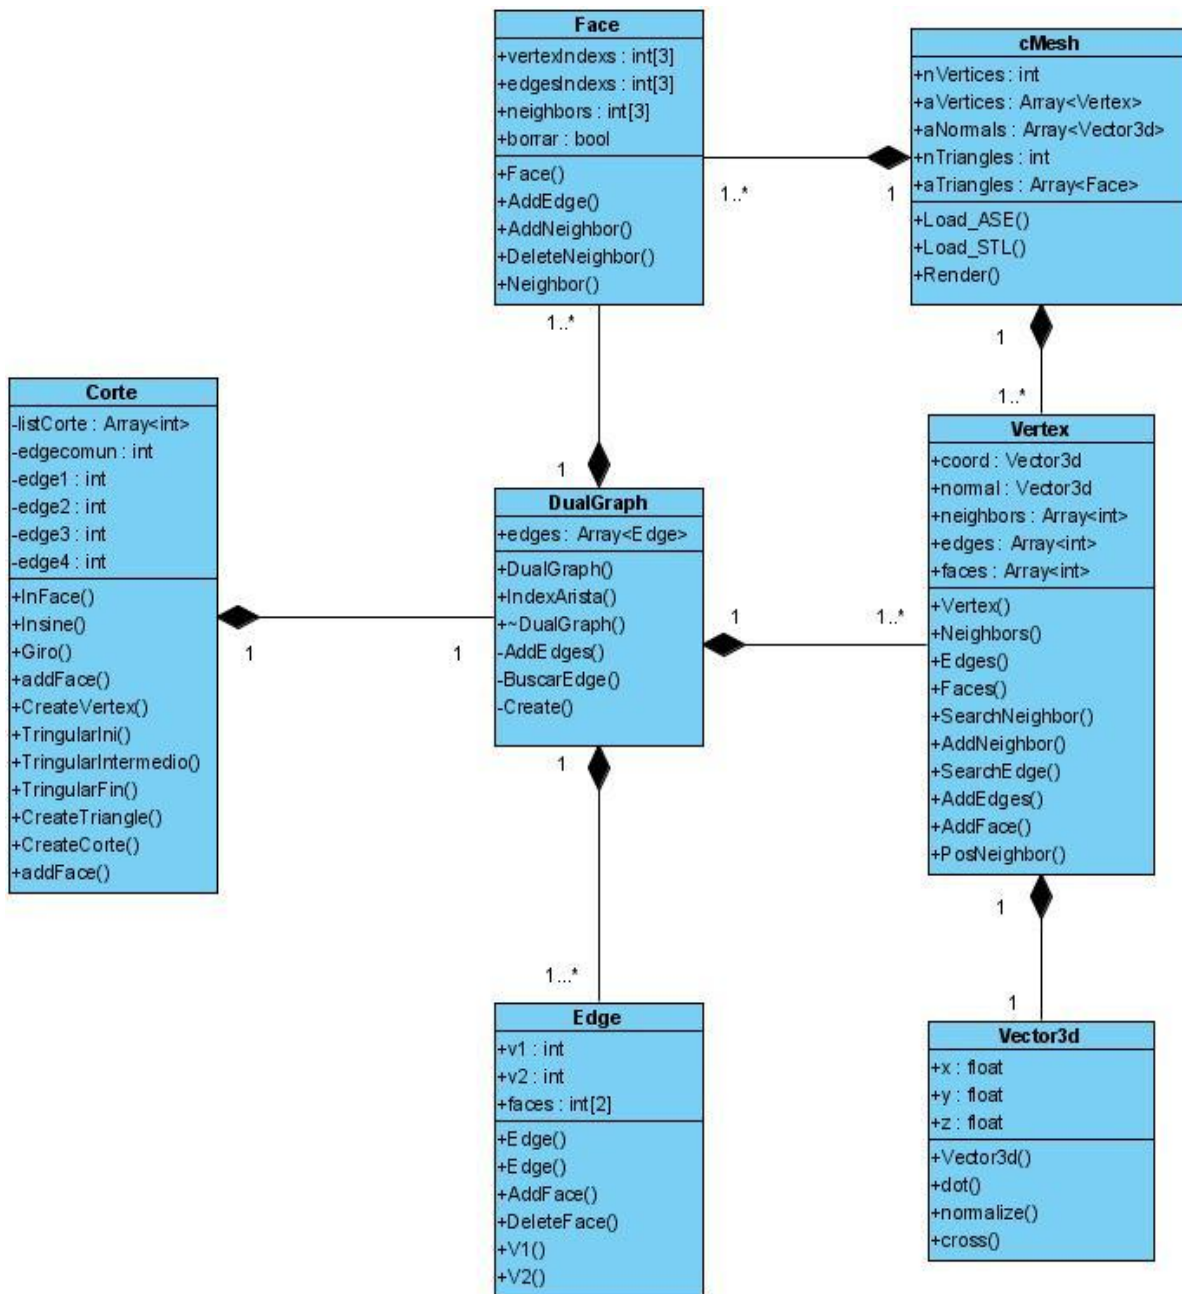 Face
+vertexIndexs : int[3]
+edgesIndexs : int[3]
+neighbors : int[3]
+borrar : bool
+Face()
+AddEdge()
+AddNeighbor()
+DeleteNeighbor()
+Neighbor()
cMesh
+nVertices : int
+aVertices : Array<Vertex>
+aNormals : Array<Vector3d>
+nTriangles : int
+aTriangles : Array<Face>
+Load_ASE()
+Load_STL()
+Render()
1..*
1
1..*
1
1
1..*
Corte
-listCorte : Array<int>
-edgecomun : int
-edge1 : int
-edge2 : int
-edge3 : int
-edge4 : int
+InFace()
+Insine()
+Giro()
+addFace()
+CreateVertex()
+TringularIni()
+TringularIntermedio()
+TringularFin()
+CreateTriangle()
+CreateCorte()
+addFace()
1
1
DualGraph
+edges : Array<Edge>
+DualGraph()
+IndexArista()
+~DualGraph()
-AddEdges()
-BuscarEdge()
-Create()
1
1..*
Vertex
+coord : Vector3d
+normal : Vector3d
+neighbors : Array<int>
+edges : Array<int>
+faces : Array<int>
+Vertex()
+Neighbors()
+Edges()
+Faces()
+SearchNeighbor()
+AddNeighbor()
+SearchEdge()
+AddEdges()
+AddFace()
+PosNeighbor()
1
1...*
1
1
Edge
+v1 : int
+v2 : int
+faces : int[2]
+Edge()
+Edge()
+AddFace()
+DeleteFace()
+V1()
+V2()
Vector3d
+x : float
+y : float
+z : float
+Vector3d()
+dot()
+normalize()
+cross()